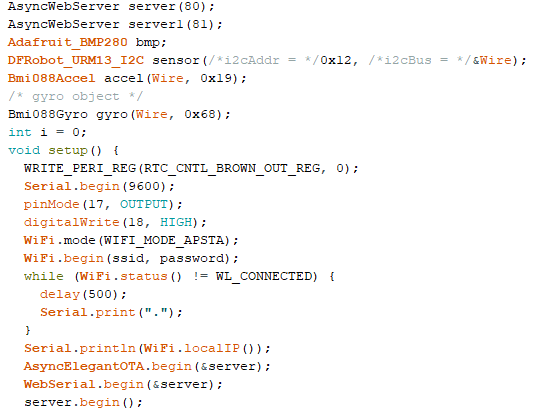 AsyncWebServer server(80);
AsyncWebServer server1(81);
Adafruit_BMP280 bmp;
DFRobot_URM13_I2C sensor(/*i2cAddr = */0x12, /*i2cBus = */&Wire);
Bmi088Accel accel(Wire, 0x19);
/* gyro object */
Bmi088Gyro gyro(Wire, 0x68);
int i = 0;
void setup() {
  WRITE_PERI_REG(RTC_CNTL_BROWN_OUT_REG, 0);
  Serial.begin(9600);
  pinMode(17, OUTPUT);
  digitalWrite(18, HIGH);
  WiFi.mode(WIFI_MODE_APSTA);
  WiFi.begin(ssid, password);
  while (WiFi.status() != WL_CONNECTED) {
    delay(500);
    Serial.print(".");
  }
  Serial.println(WiFi.localIP());
  AsyncElegantOTA.begin(&server);
  WebSerial.begin(&server);
  server.begin();